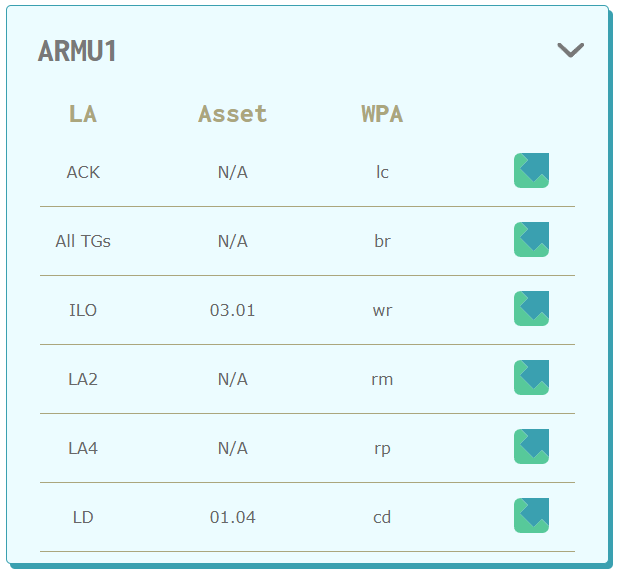 ARMU1
LA Asset WPA
ACK N/A lc
All TGs N/A br
ILO 03.01 wr
LA2 N/A rm
LA4 N/A rp
LD 01.04 cd